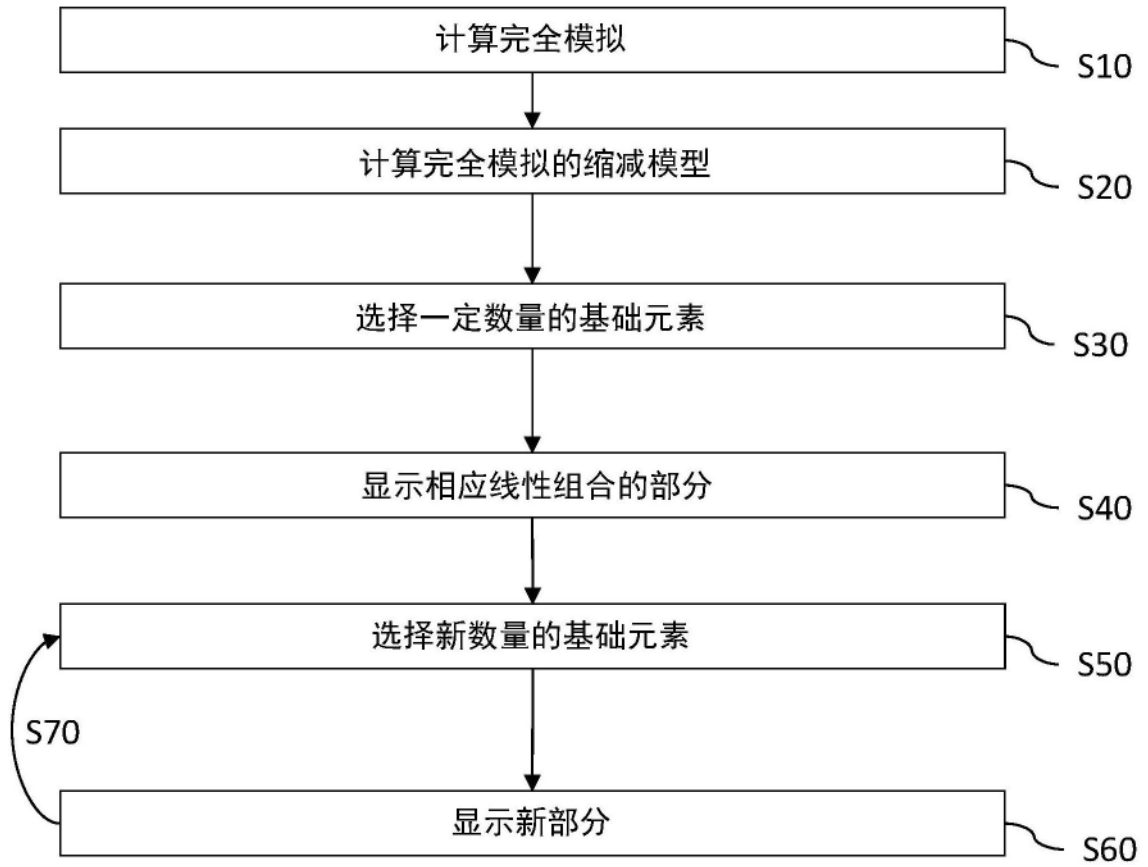 计算完全模拟
S10
计算完全模拟的缩减模型
S20
选择一定数量的基础元素
S30
显示相应线性组合的部分
S40
选择新数量的基础元素
S50
S70
显示新部分
S60